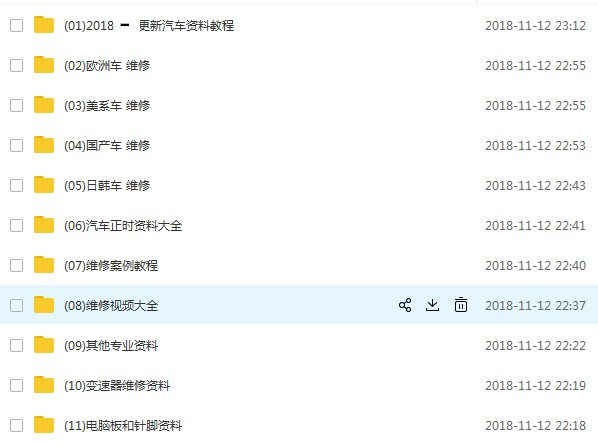 (01)2018 － 更新汽车资料教程 2018-11-12 23:12
(02)欧洲车 维修 2018-11-12 22:55
(03)美系车 维修 2018-11-12 22:55
(04)国产车 维修 2018-11-12 22:53
(05)日韩车 维修 2018-11-12 22:43
(06)汽车正时资料大全 2018-11-12 22:41
(07)维修案例教程 2018-11-12 22:40
(08)维修视频大全 2018-11-12 22:37
(09)其他专业资料 2018-11-12 22:22
(10)变速器维修资料 2018-11-12 22:19
(11)电脑板和针脚资料 2018-11-12 22:18